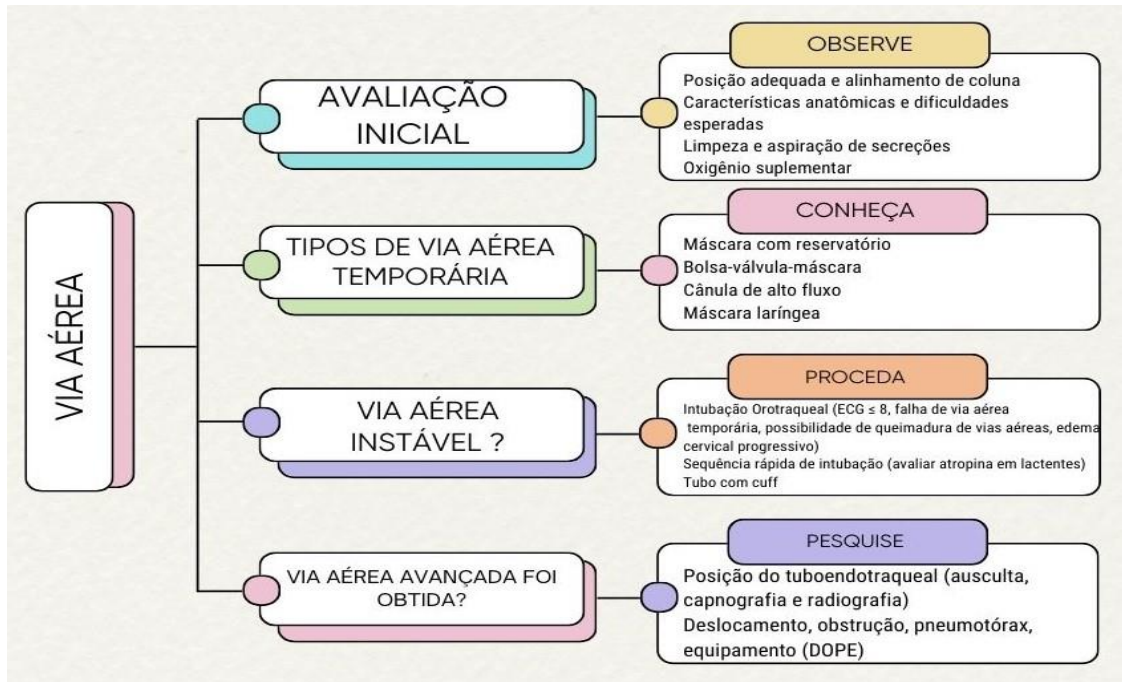 VIA AÉREA
AVALIAÇÃO
INICIAL
OBSERVE
Posição adequada e alinhamento de coluna
Características anatômicas e dificuldades
esperadas
Limpeza e aspiração de secreções
Oxigênio suplementar
TIPOS DE VIA AÉREA
TEMPORÁRIA
CONHEÇA
Máscara com reservatório
Bolsa-válvula-máscara
Cânula de alto fluxo
Máscara laríngea
VIA AÉREA
INSTÁVEL ?
PROCEDA
Intubação Orotraqueal (ECG ≤ 8, falha de via aérea
temporária, possibilidade de queimadura de vias aéreas, edema
cervical progressivo)
Sequência rápida de intubação (avaliar atropina em lactentes)
Tubo com cuff
VIA AÉREA AVANÇADA FOI
OBTIDA?
PESQUISE
Posição do tuboendotraqueal (ausculta,
capnografia e radiografia)
Deslocamento, obstrução, pneumotórax,
equipamento (DOPE)